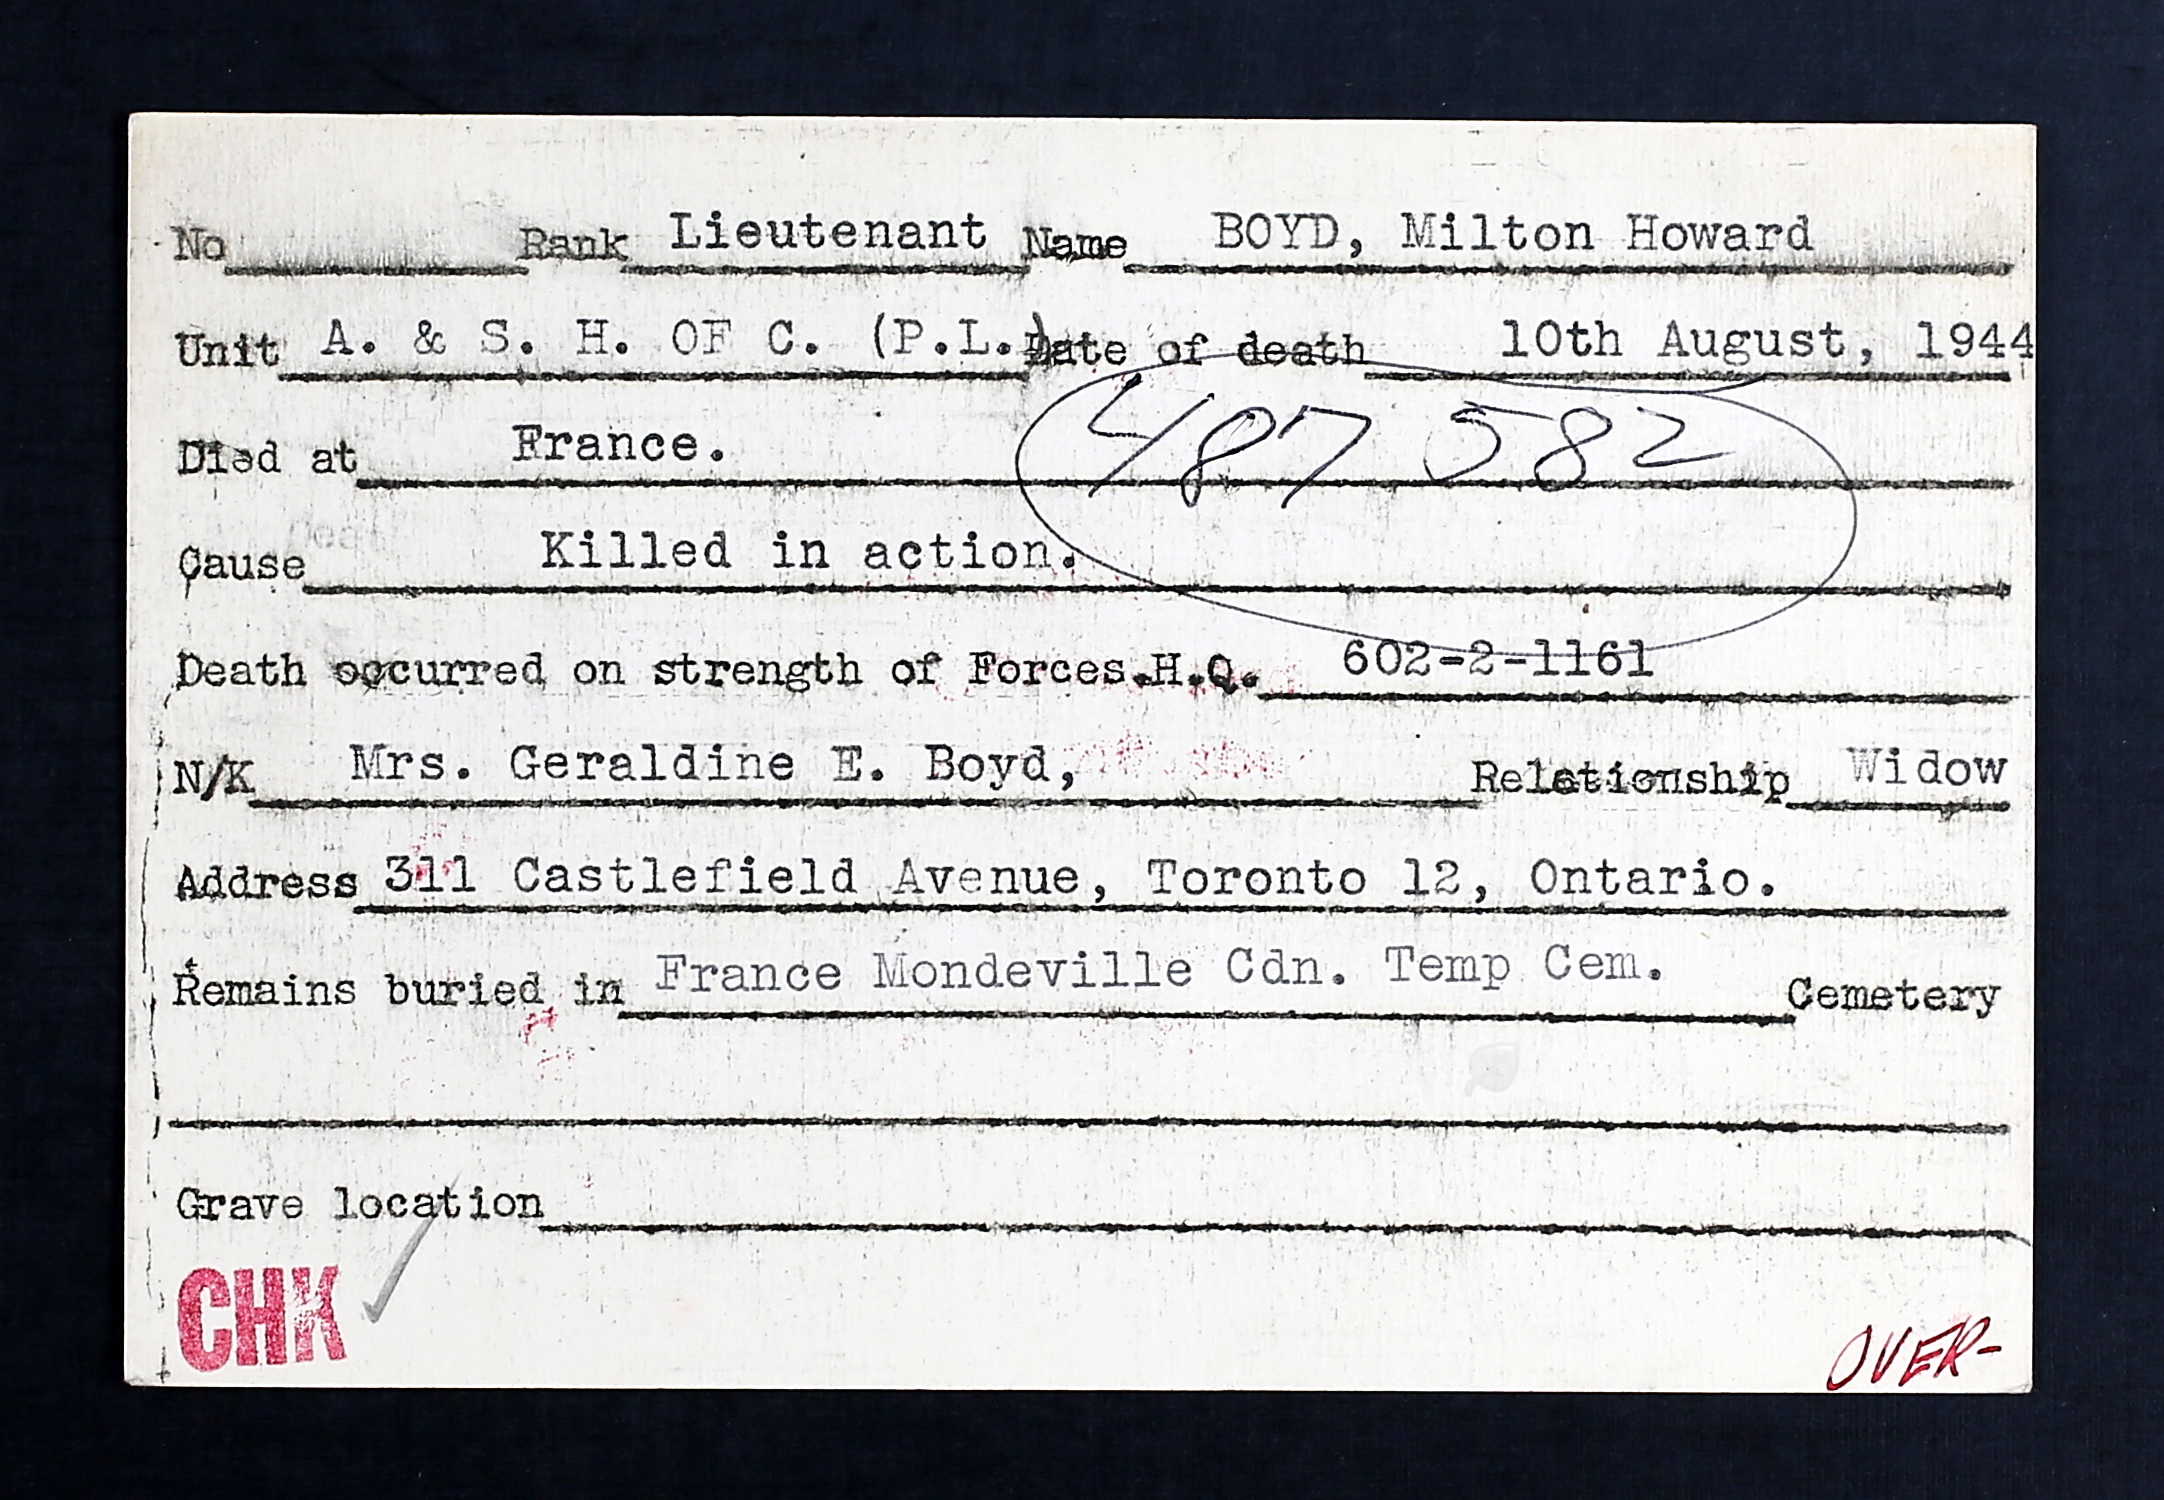 No Rank Lieutenant Name BOYD, Milton Howard
Unit A. & S. H. OF C. (P.L.) Date of death 10th August, 1944
487 582
Died at France.
Cause Killed in action.
Death occurred on strength of Forces.H.Q. 602-2-1161
N/K Mrs. Geraldine E. Boyd, Relationship Widow
Address 311 Castlefield Avenue, Toronto 12, Ontario.
Remains buried in France Mondeville Cdn. Temp Cem. Cemetery
Grave location
CHK
OVER-